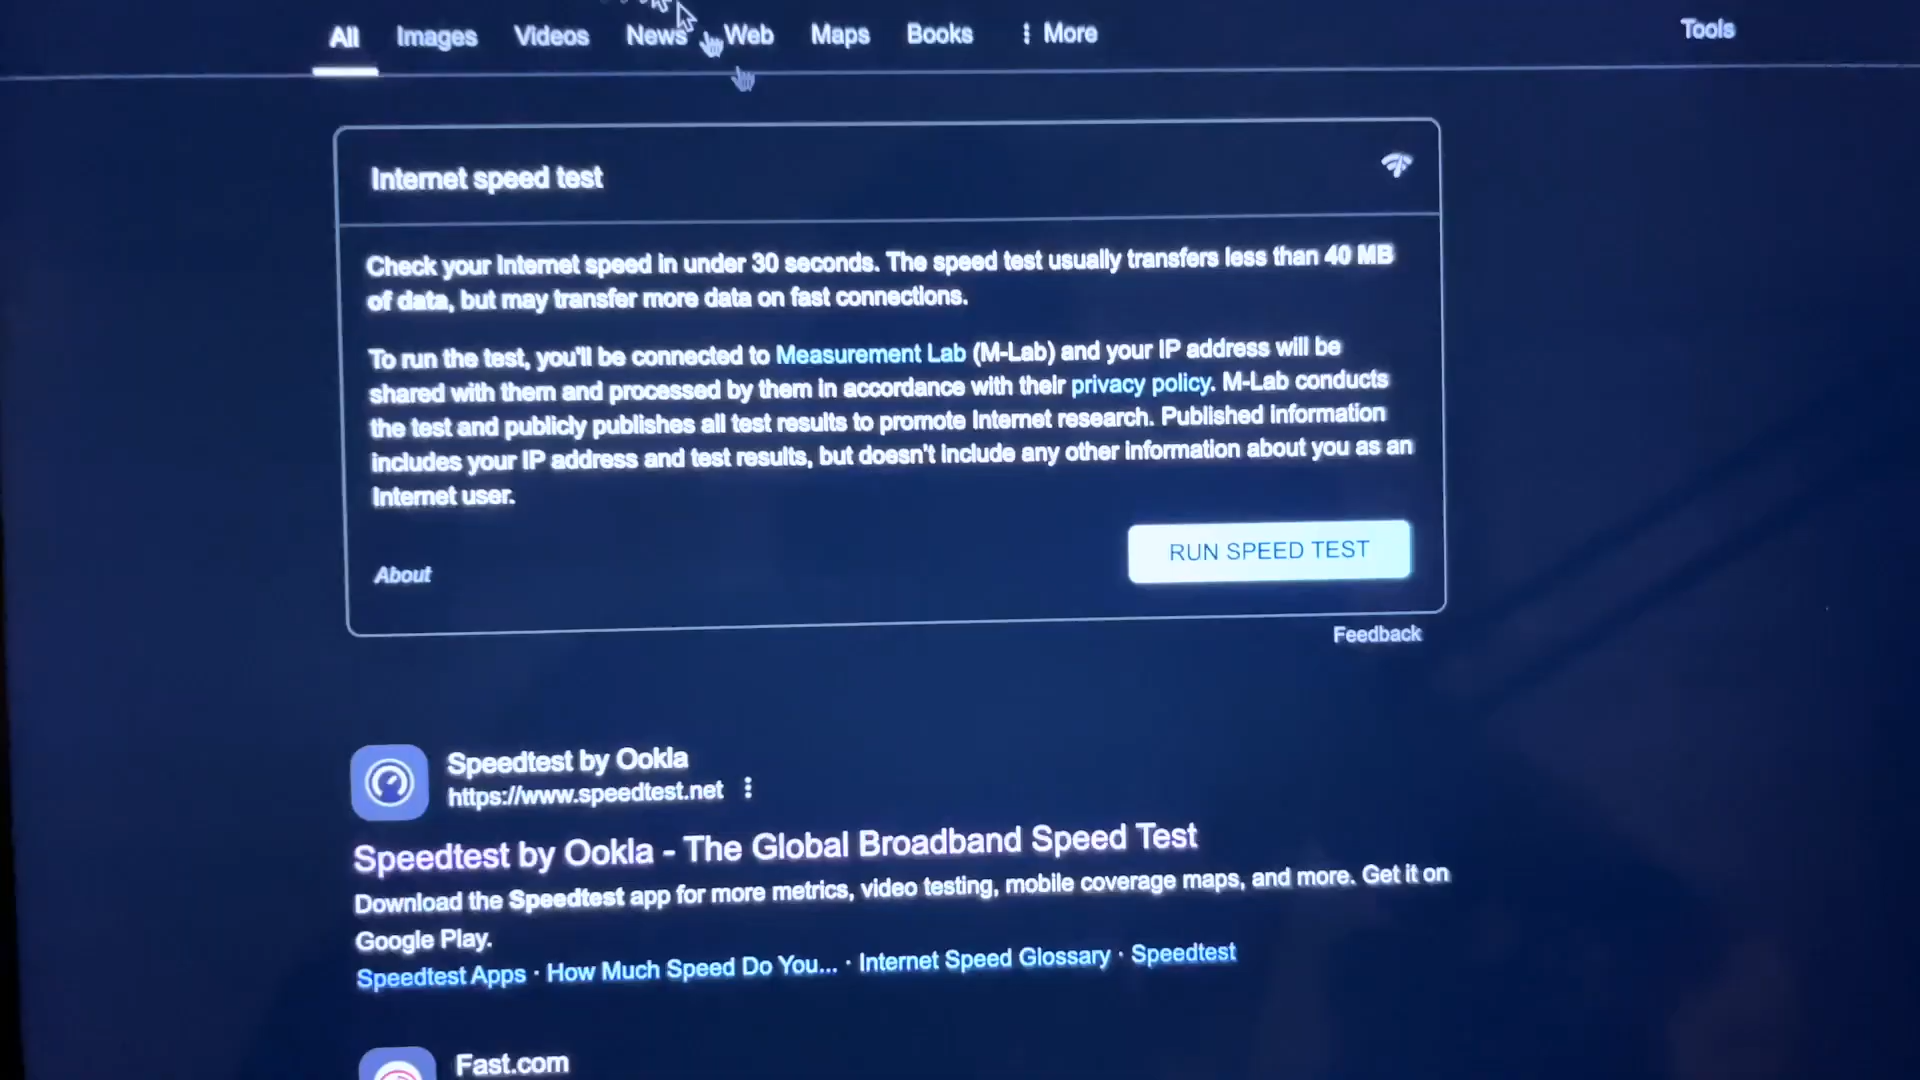 All Images Videos News Web Maps Books More Tools
Internet speed test
Check your Internet speed in under 30 seconds. The speed test usually transfers less than 40 MB
of data, but may transfer more data on fast connections.
To run the test, you'll be connected to Measurement Lab (M-Lab) and your IP address will be
shared with them and processed by them in accordance with their privacy policy. M-Lab conducts
the test and publicly publishes all test results to promote Internet research. Published information
includes your IP address and test results, but doesn't include any other information about you as an
Internet user.
RUN SPEED TEST
About
Feedback
Speedtest by Ookla
https://www.speedtest.net
Speedtest by Ookla - The Global Broadband Speed Test
Download the Speedtest app for more metrics, video testing, mobile coverage maps, and more. Get it on
Google Play.
Speedtest Apps · How Much Speed Do You... · Internet Speed Glossary · Speedtest
Fast.com